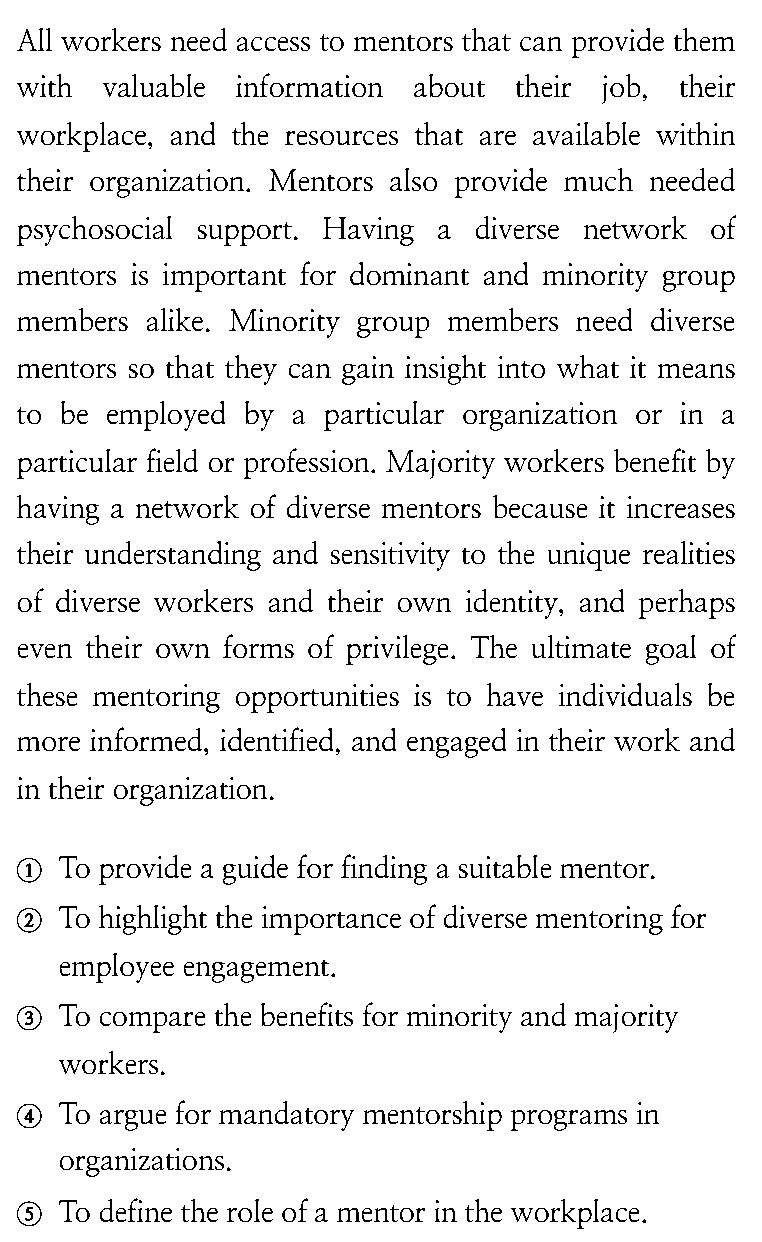 All workers need access to mentors that can provide them
with valuable information about their job, their
workplace, and the resources that are available within
their organization. Mentors also provide much needed
psychosocial support. Having a diverse network of
mentors is important for dominant and minority group
members alike. Minority group members need diverse
mentors so that they can gain insight into what it means
to be employed by a particular organization or in a
particular field or profession. Majority workers benefit by
having a network of diverse mentors because it increases
their understanding and sensitivity to the unique realities
of diverse workers and their own identity, and perhaps
even their own forms of privilege. The ultimate goal of
these mentoring opportunities is to have individuals be
more informed, identified, and engaged in their work and
in their organization.
① To provide a guide for finding a suitable mentor.
② To highlight the importance of diverse mentoring for
employee engagement.
③ To compare the benefits for minority and majority
workers.
④ To argue for mandatory mentorship programs in
organizations.
⑤ To define the role of a mentor in the workplace.